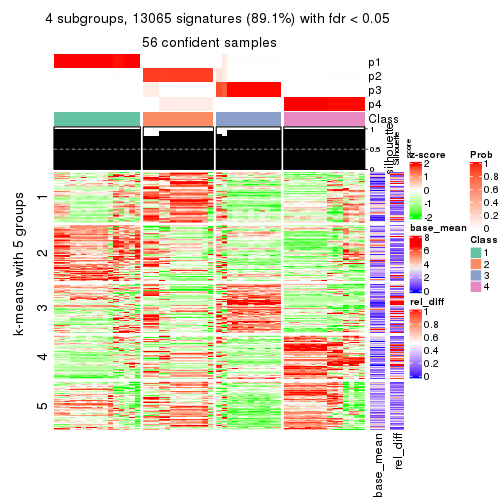 4 subgroups, 13065 signatures (89.1%) with fdr < 0.05
56 confident samples
p1
p2
p3
p4
Class
1
0.5
0
silhouette
Silhouette
score
k-means with 5 groups
1
2
3
4
5
base_mean
rel_diff
z-score
2
1
0
-1
-2
base_mean
8
6
4
2
0
rel_diff
1
0.8
0.6
0.4
0.2
0
Prob
1
0.8
0.6
0.4
0.2
0
Class
1
2
3
4